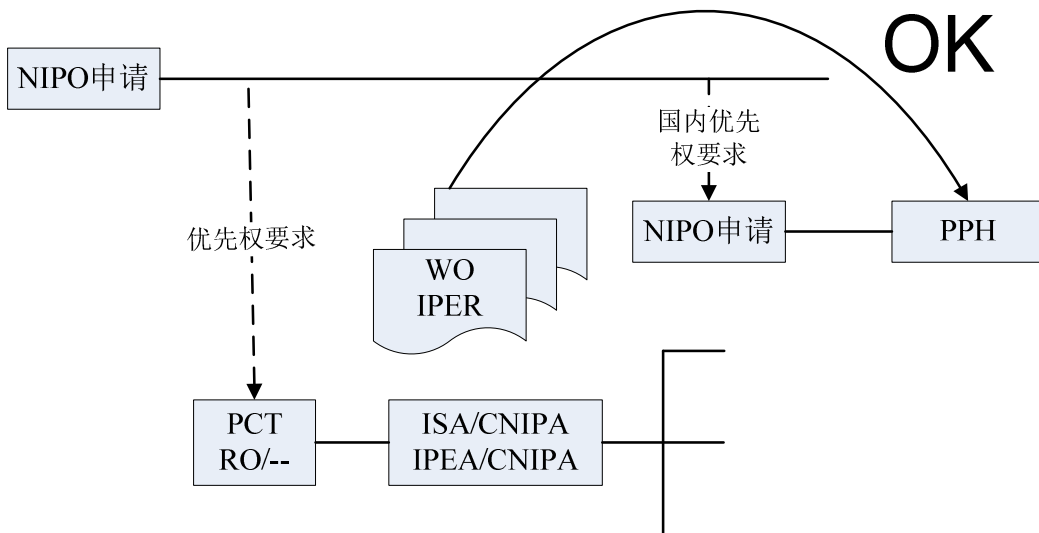 OK
NIPO申请
国内优先
权要求
NIPO申请
PPH
优先权要求
WO
IPER
PCT
RO/--
ISA/CNIPA
IPEA/CNIPA